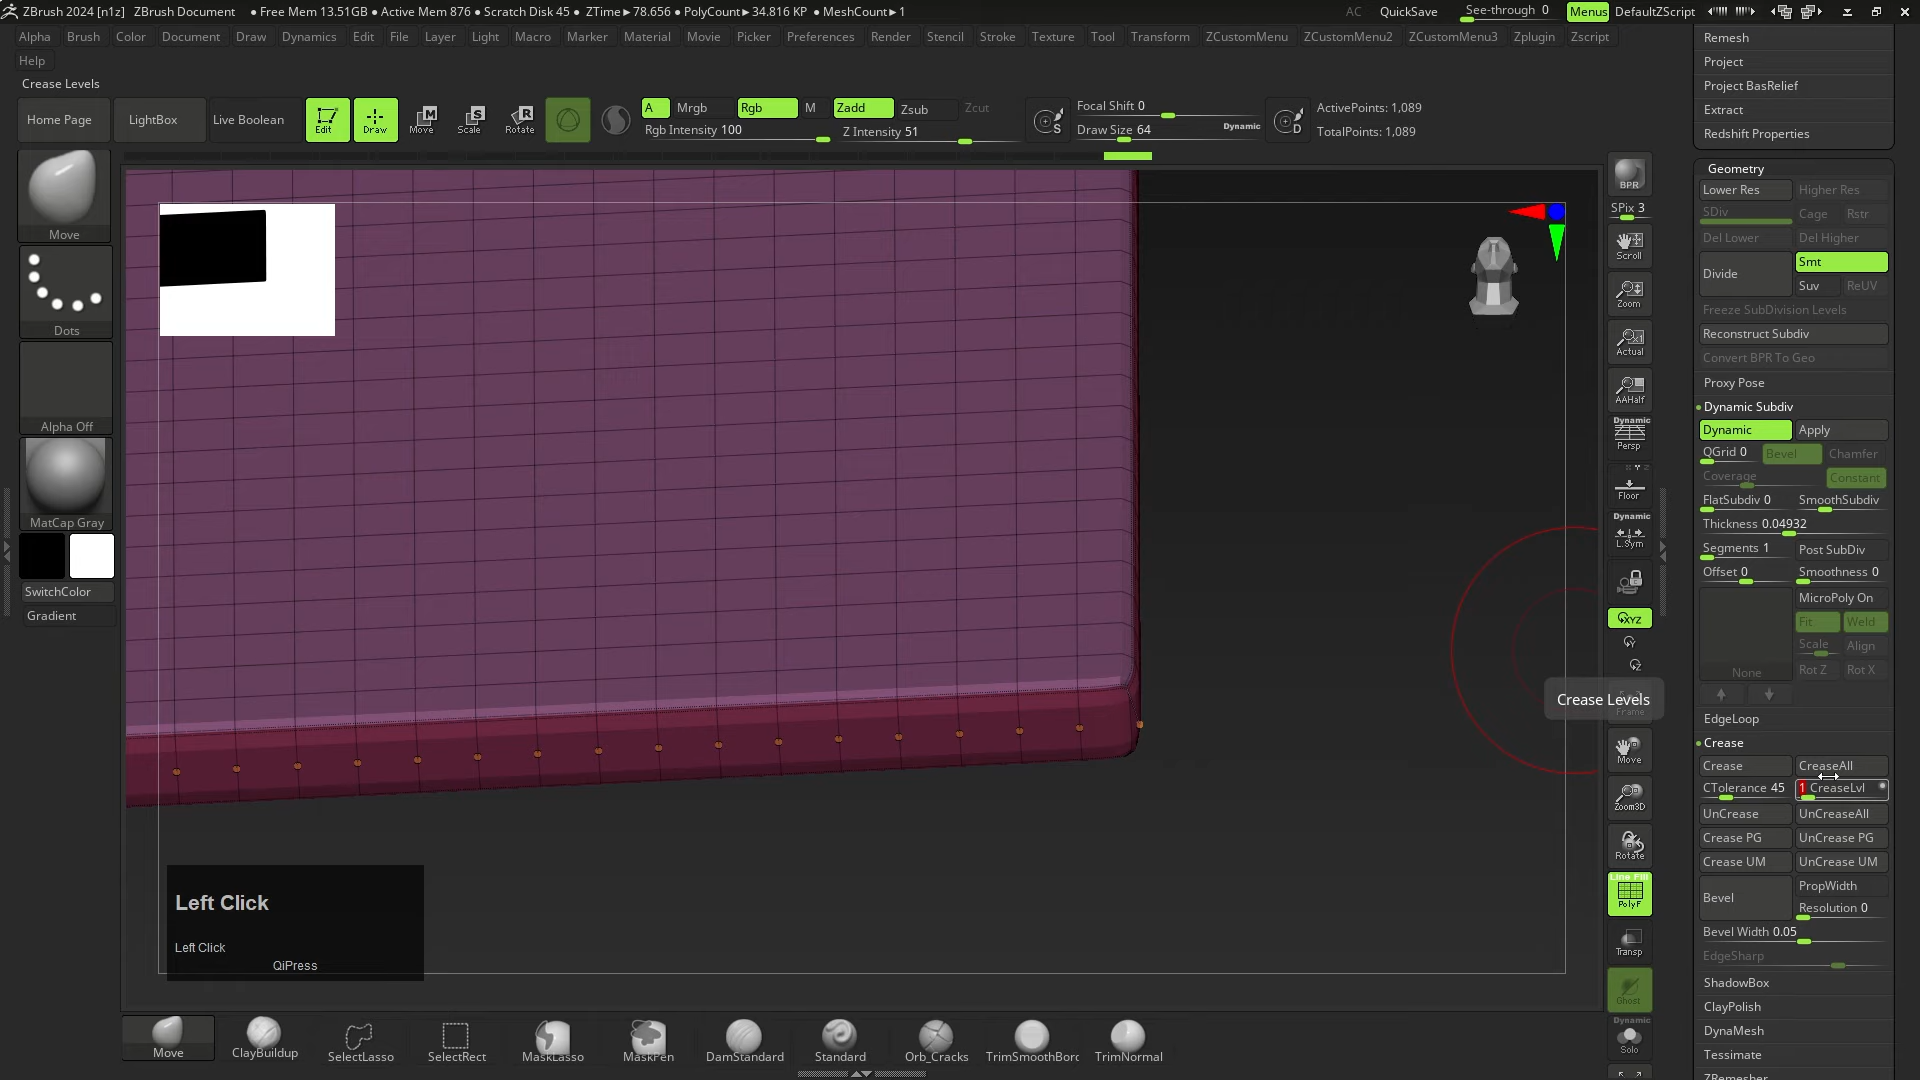 ZBrush 2024 [n1z] ZBrush Document ● Free Mem 13.51GB ● Active Mem 876 ● Scratch Disk 45 ● ZTime►78.656 ● PolyCount►34.816 KP ● MeshCount►1 AC QuickSave See-through 0 Menus DefaultZScript
Alpha Brush Color Document Draw Dynamics Edit File Layer Light Macro Marker Material Movie Picker Preferences Render Stencil Stroke Texture Tool Transform ZCustomMenu ZCustomMenu2 ZCustomMenu3 Zplugin Zscript
Help
Crease Levels
Home Page LightBox Live Boolean Edit Draw Move Scale Rotate
A Mrgb Rgb M Zadd Zsub Zcut
Rgb Intensity 100 Z Intensity 51
S Focal Shift 0
Draw Size 64 Dynamic D
ActivePoints: 1,089
TotalPoints: 1,089
Move
Dots
Alpha Off
MatCap Gray
SwitchColor
Gradient
Left Click
Left Click
QiPress
BPR
SPix 3
Scroll
Zoom
Actual
AAHalf
Dynamic
Persp
Floor
Dynamic
L.Sym
XYZ
Crease Levels
Frame
Move
Zoom3D
Rotate
Line Fill
PolyF
Transp
Ghost
Dynamic
Solo
Remesh
Project
Project BasRelief
Extract
Redshift Properties
Geometry
Lower Res Higher Res
SDiv Cage Rstr
Del Lower Del Higher
Divide Smt
Suv ReUV
Freeze SubDivision Levels
Reconstruct Subdiv
Convert BPR To Geo
Proxy Pose
Dynamic Subdiv
Dynamic Apply
QGrid 0 Bevel Chamfer
Coverage Constant
FlatSubdiv 0 SmoothSubdiv
Thickness 0.04932
Segments 1 Post SubDiv
Offset 0 Smoothness 0
MicroPoly On
Fit Weld
Scale Align
None Rot Z Rot X
EdgeLoop
Crease
Crease CreaseAll
CTolerance 45 1 CreaseLvl
UnCrease UnCreaseAll
Crease PG UnCrease PG
Crease UM UnCrease UM
Bevel PropWidth
Resolution 0
Bevel Width 0.05
EdgeSharp
ShadowBox
ClayPolish
DynaMesh
Tessimate
ZRemesher
Move ClayBuildup SelectLasso SelectRect MaskLasso MaskPen DamStandard Standard Orb_Cracks TrimSmoothBorc TrimNormal